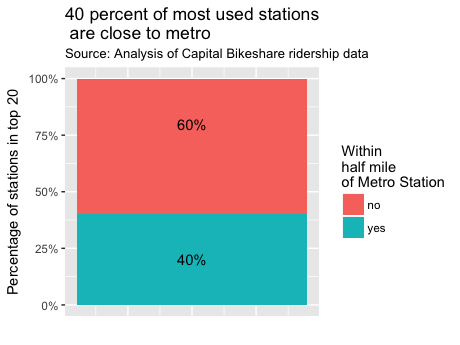 40 percent of most used stations
are close to metro
Source: Analysis of Capital Bikeshare ridership data
Percentage of stations in top 20
100%
75%
50%
25%
0%
60%
40%
Within
half mile
of Metro Station
no
yes